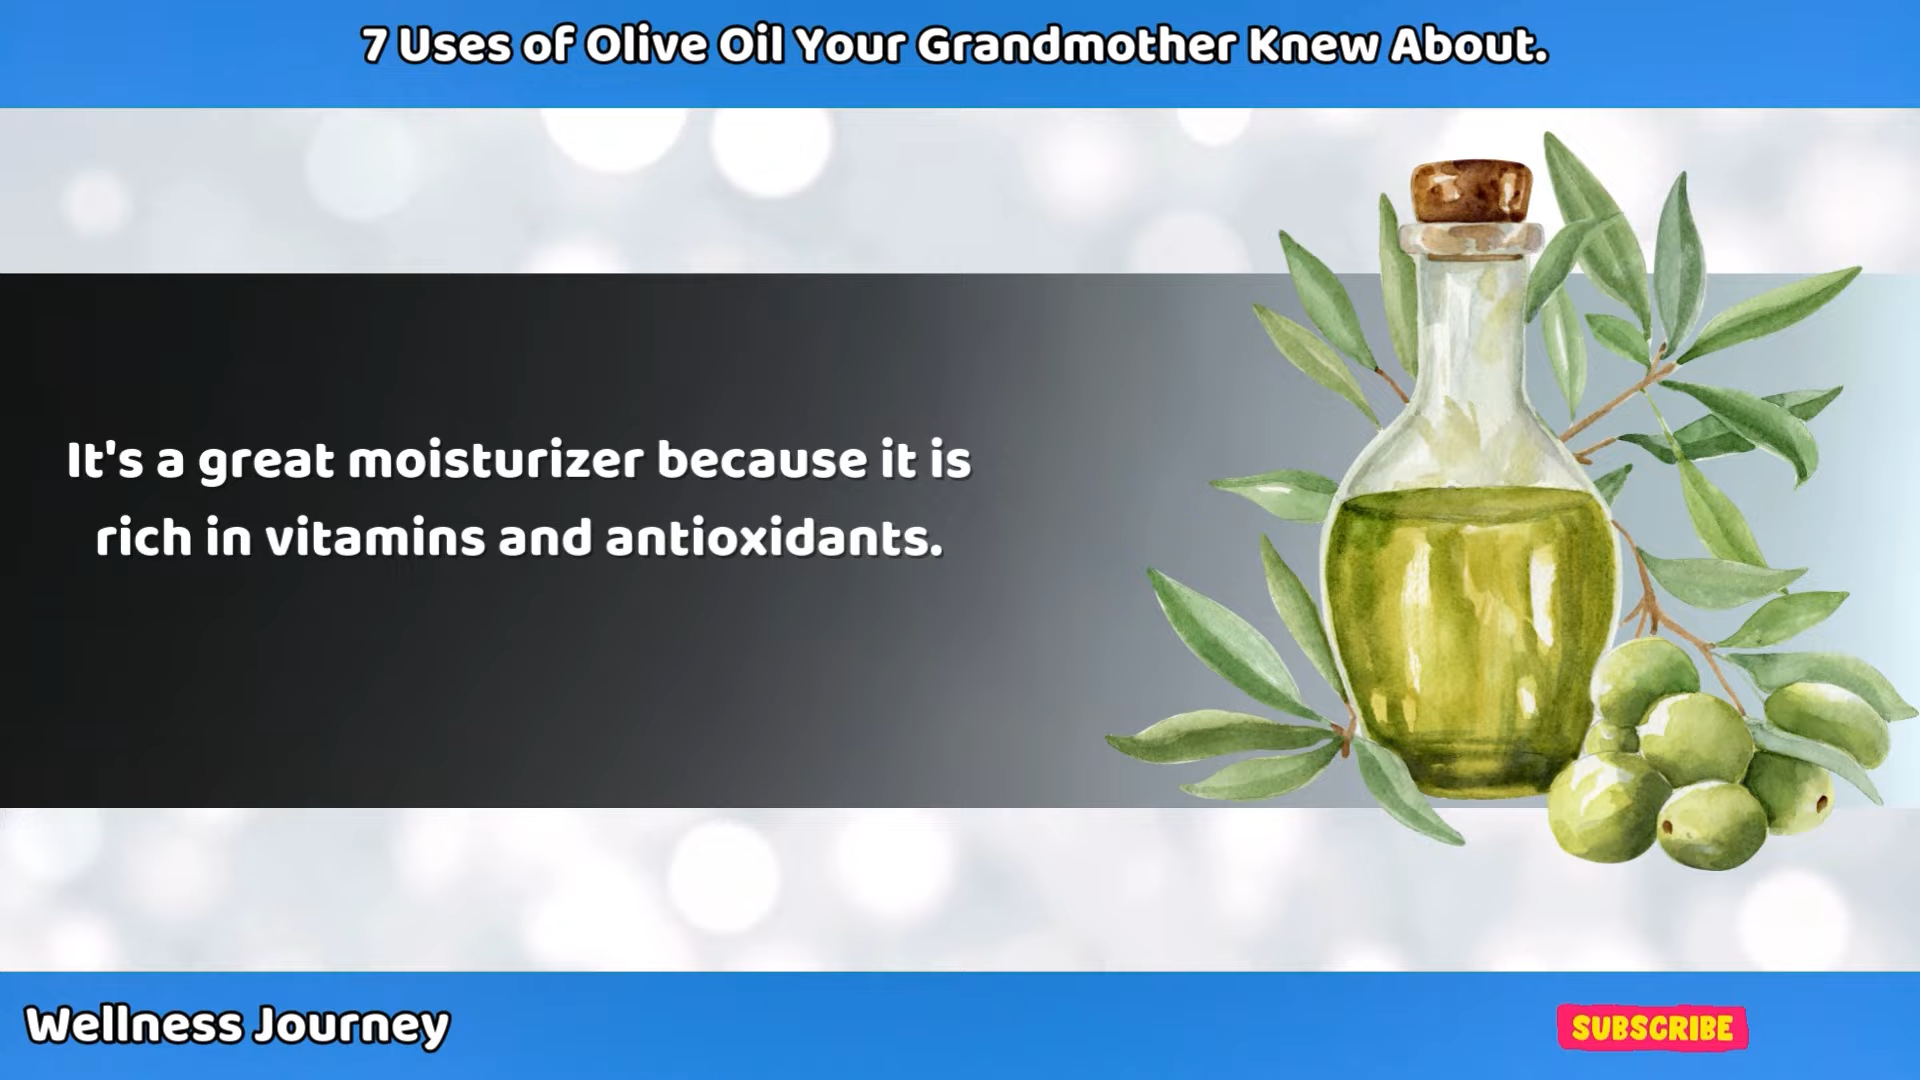 7 Uses of Olive Oil Your Grandmother Knew About.
It's a great moisturizer because it is
rich in vitamins and antioxidants.
Wellness Journey
SUBSCRIBE